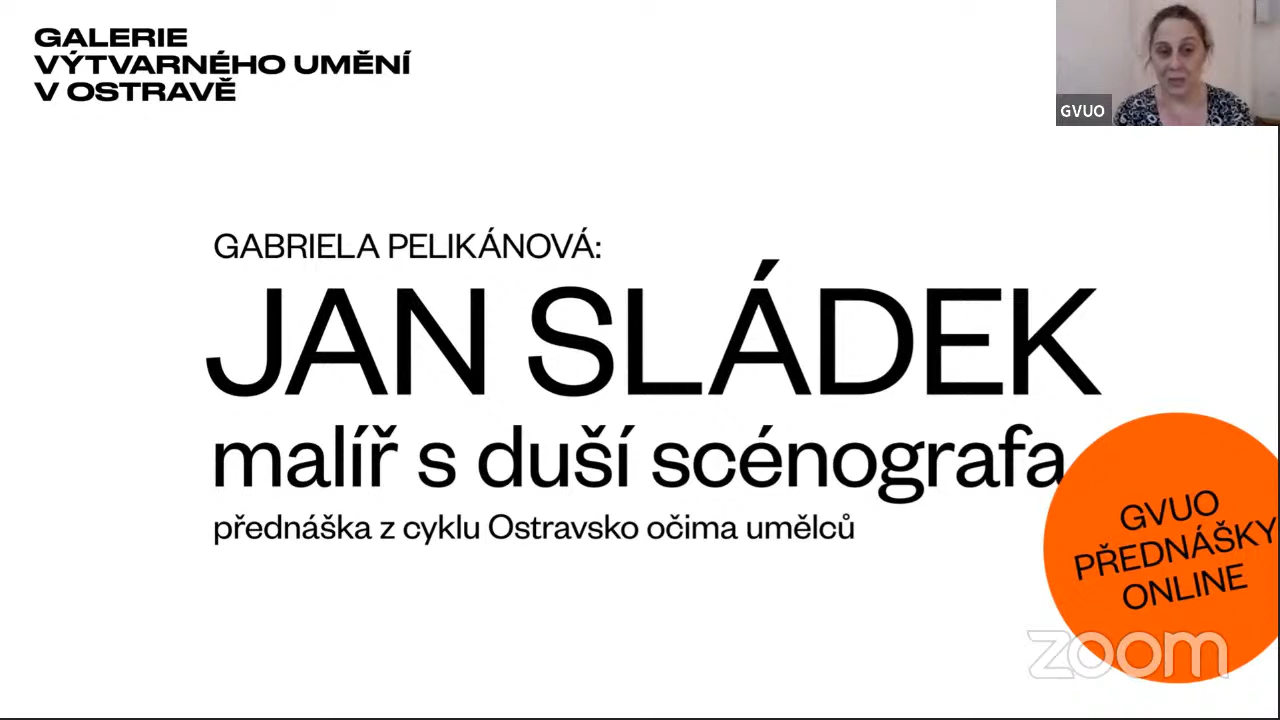 GALERIE
VÝTVARNÉHO UMĚNÍ
V OSTRAVĚ
GVUO
GABRIELA PELIKÁNOVÁ:
JAN SLÁDEK
malíř s duší scénografa
přednáška z cyklu Ostravsko očima umělců
GVUO
PŘEDNÁŠKY
ONLINE
zoom